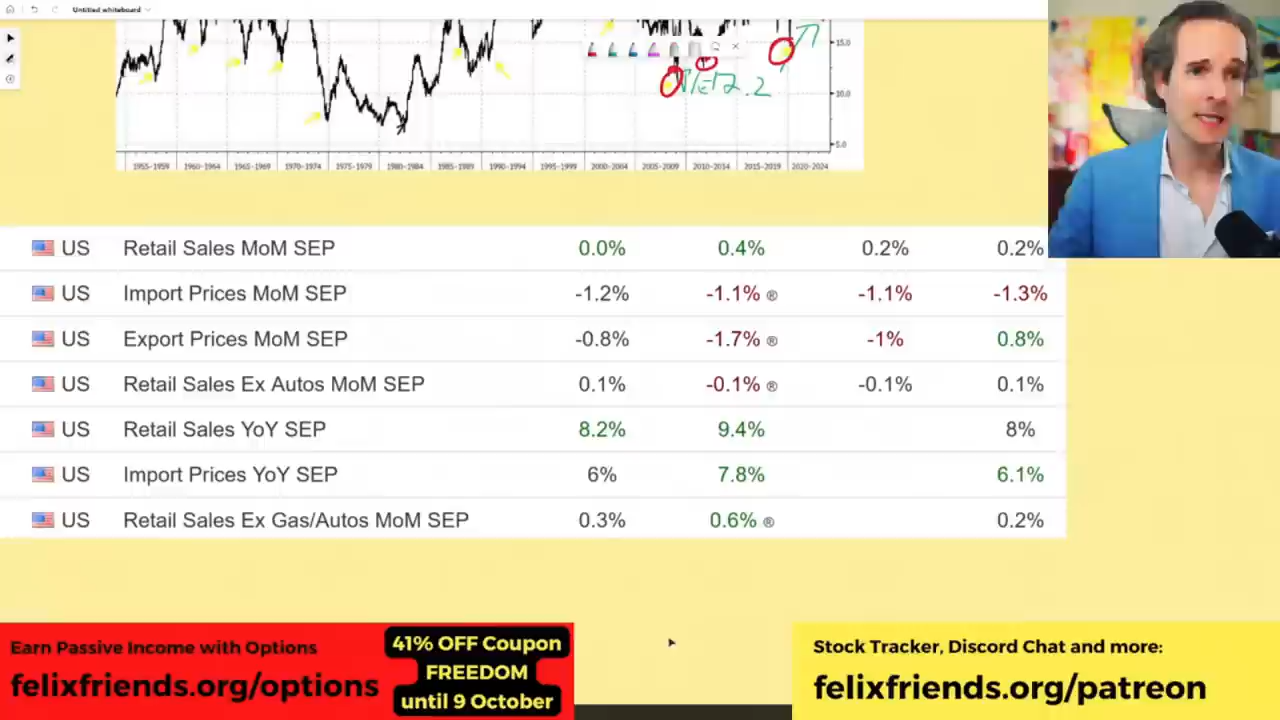 Untitled whiteboard
15.0
10.0
5.0
1955-1959 1960-1964 1965-1969 1970-1974 1975-1979 1980-1984 1985-1989 1990-1994 1995-1999 2000-2004 2005-2009 2010-2014 2015-2019 2020-2024
US Retail Sales MoM SEP 0.0% 0.4% 0.2% 0.2%
US Import Prices MoM SEP -1.2% -1.1% ® -1.1% -1.3%
US Export Prices MoM SEP -0.8% -1.7% ® -1% 0.8%
US Retail Sales Ex Autos MoM SEP 0.1% -0.1% ® -0.1% 0.1%
US Retail Sales YoY SEP 8.2% 9.4% 8%
US Import Prices YoY SEP 6% 7.8% 6.1%
US Retail Sales Ex Gas/Autos MoM SEP 0.3% 0.6% ® 0.2%
Earn Passive Income with Options
felixfriends.org/options
41% OFF Coupon
FREEDOM
until 9 October
Stock Tracker, Discord Chat and more:
felixfriends.org/patreon